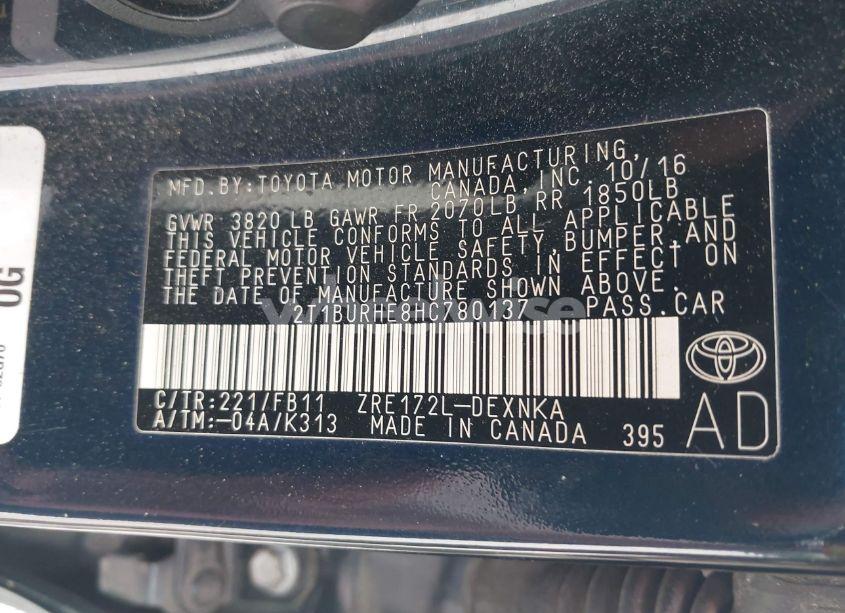 MFD. BY: TOYOTA MOTOR MANUFACTURING,
CANADA, INC. 10/16
GVWR 3820 LB GAWR FR 2070LB, RR 1850LB
THIS VEHICLE CONFORMS TO ALL APPLICABLE
FEDERAL MOTOR VEHICLE SAFETY, BUMPER, AND
THEFT PREVENTION STANDARDS IN EFFECT ON
THE DATE OF MANUFACTURE SHOWN ABOVE.
2T1BURHE8HC780137 PASS. CAR
C/TR: 221/FB11 ZRE172L-DEXNKA
A/TM: -04A/K313 MADE IN CANADA 395
AD
OG